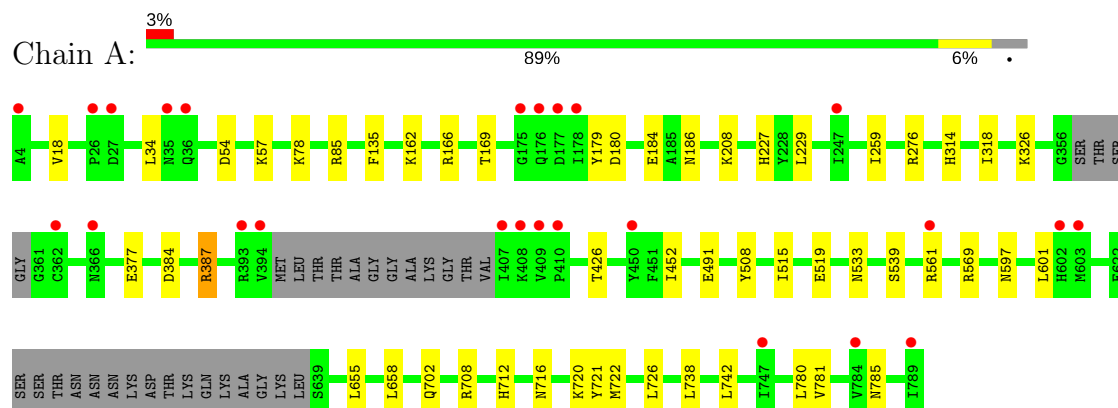 3%
Chain A:
89% 6% •
A4 V18 P26 D27 L34 N35 Q36 D54 K57 K78 R85 F135 K162 R166 T169 G175 Q176 D177 I178 Y179 D180 E184 A185 N186 K208 H227 Y228 L229 I247 I259 R276 H314 I318 K326 G356 SER THR SER
GLY G361 C362 N366 E377 D384 R387 R393 V394 MET LEU THR THR ALA GLY GLY ALA LYS GLY THR VAL I407 K408 V409 P410 T426 Y450 F451 I452 E491 Y508 I515 E519 N533 S539 R561 R569 N597 L601 H602 M603
SER SER THR ASN ASN ASN LYS ASP THR LYS GLN LYS ALA GLY LYS LEU S639 L655 L658 Q702 R708 H712 N716 K720 Y721 M722 L726 L738 L742 I747 L780 V781 V784 N785 I789